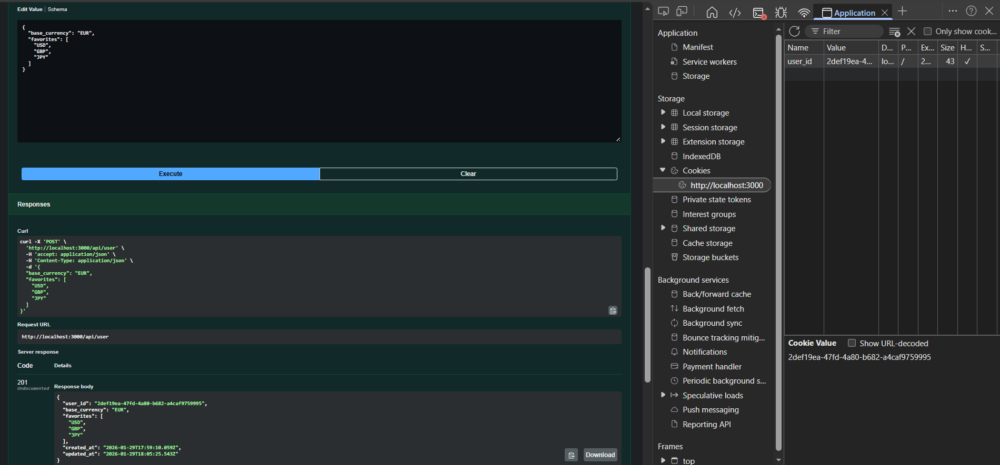 Edit Value | Schema
{
  "base_currency": "EUR",
  "favorites": [
    "USD",
    "GBP",
    "JPY"
  ]
}
Execute
Clear
Responses
Curl
curl -X 'POST' \
  'http://localhost:3000/api/user' \
  -H 'accept: application/json' \
  -H 'Content-Type: application/json' \
  -d '{
  "base_currency": "EUR",
  "favorites": [
    "USD",
    "GBP",
    "JPY"
  ]
}'
Request URL
http://localhost:3000/api/user
Server response
Code Details
201
Undocumented
Response body
{
  "user_id": "2def19ea-47fd-4a80-b682-a4caf9759995",
  "base_currency": "EUR",
  "favorites": [
    "USD",
    "GBP",
    "JPY"
  ],
  "created_at": "2026-01-29T17:59:10.059Z",
  "updated_at": "2026-01-29T18:05:25.543Z"
}
Download
Application
Application
Manifest
Service workers
Storage
Storage
Local storage
Session storage
Extension storage
IndexedDB
Cookies
http://localhost:3000
Private state tokens
Interest groups
Shared storage
Cache storage
Storage buckets
Background services
Back/forward cache
Background fetch
Background sync
Bounce tracking mitig...
Notifications
Payment handler
Periodic background s...
Speculative loads
Push messaging
Reporting API
Frames
top
Filter
Only show cook...
Name Value D... P... Ex... Size H... S...
user_id 2def19ea-4... lo... / 2... 43 ✓
Cookie Value Show URL-decoded
2def19ea-47fd-4a80-b682-a4caf9759995